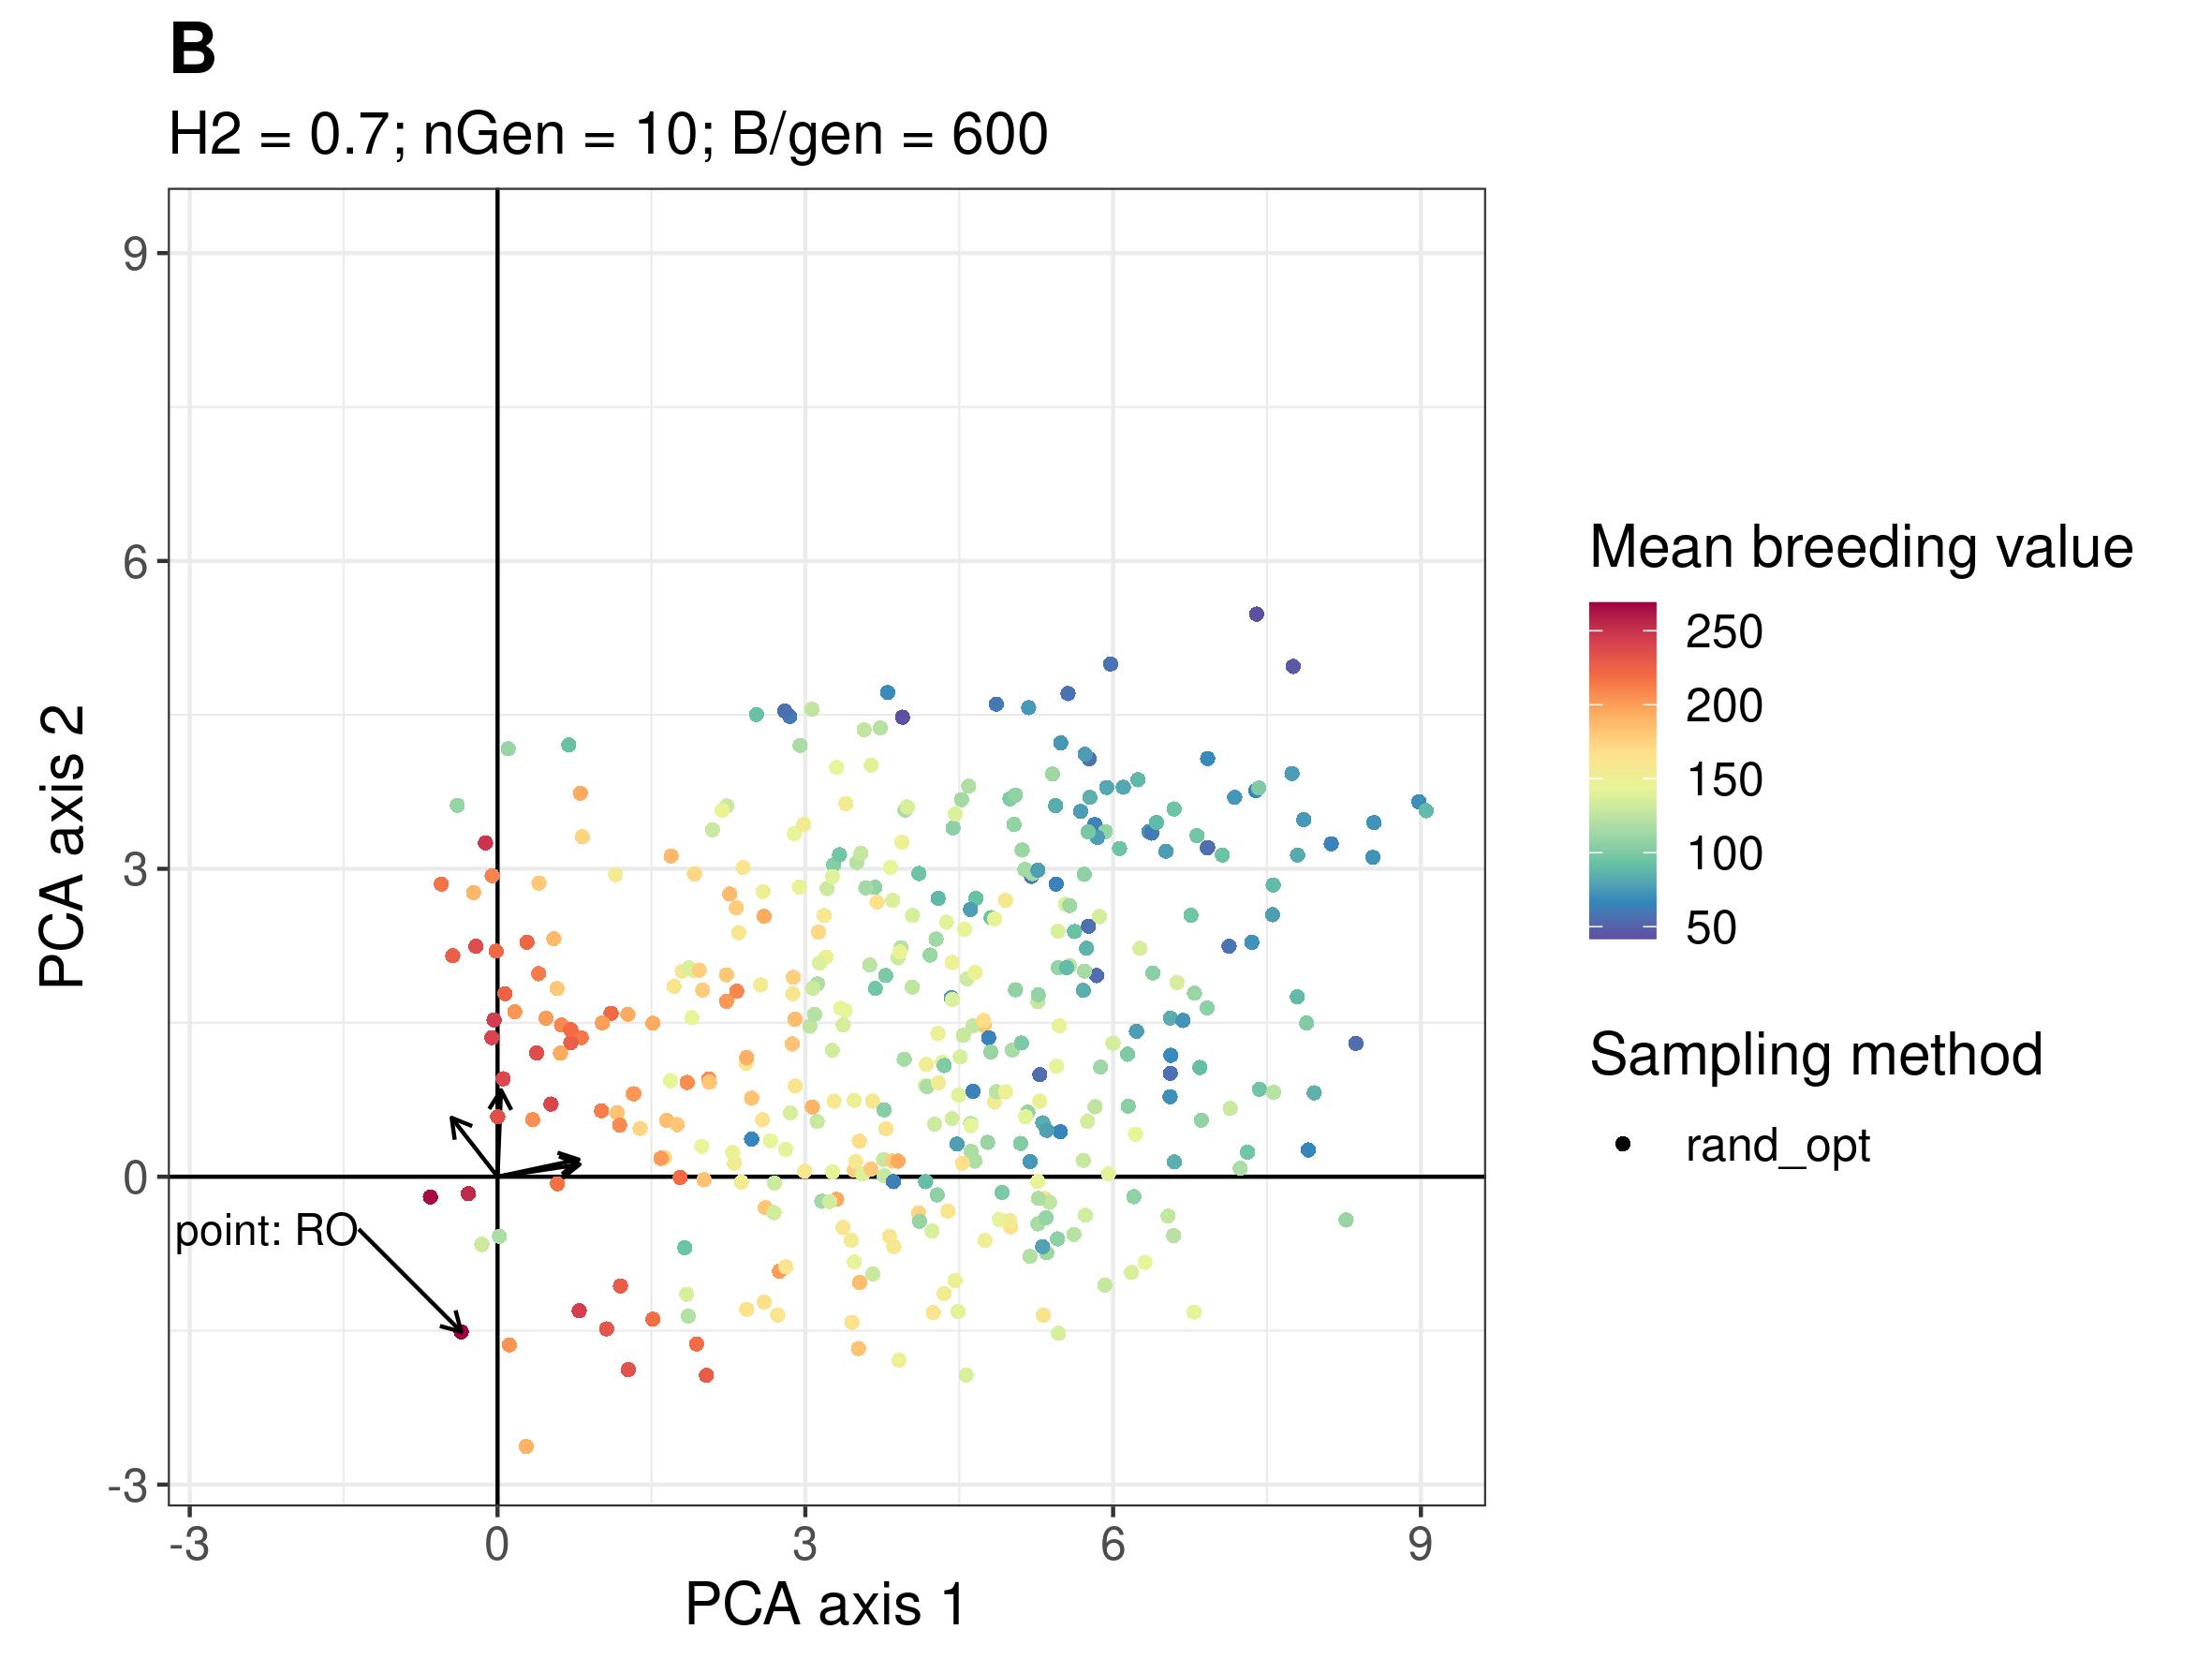 B
H2 = 0.7; nGen = 10; B/gen = 600
9
6
3
0
-3
PCA axis 2
point: RO
-3
0
3
6
9
PCA axis 1
Mean breeding value
250
200
150
100
50
Sampling method
rand_opt